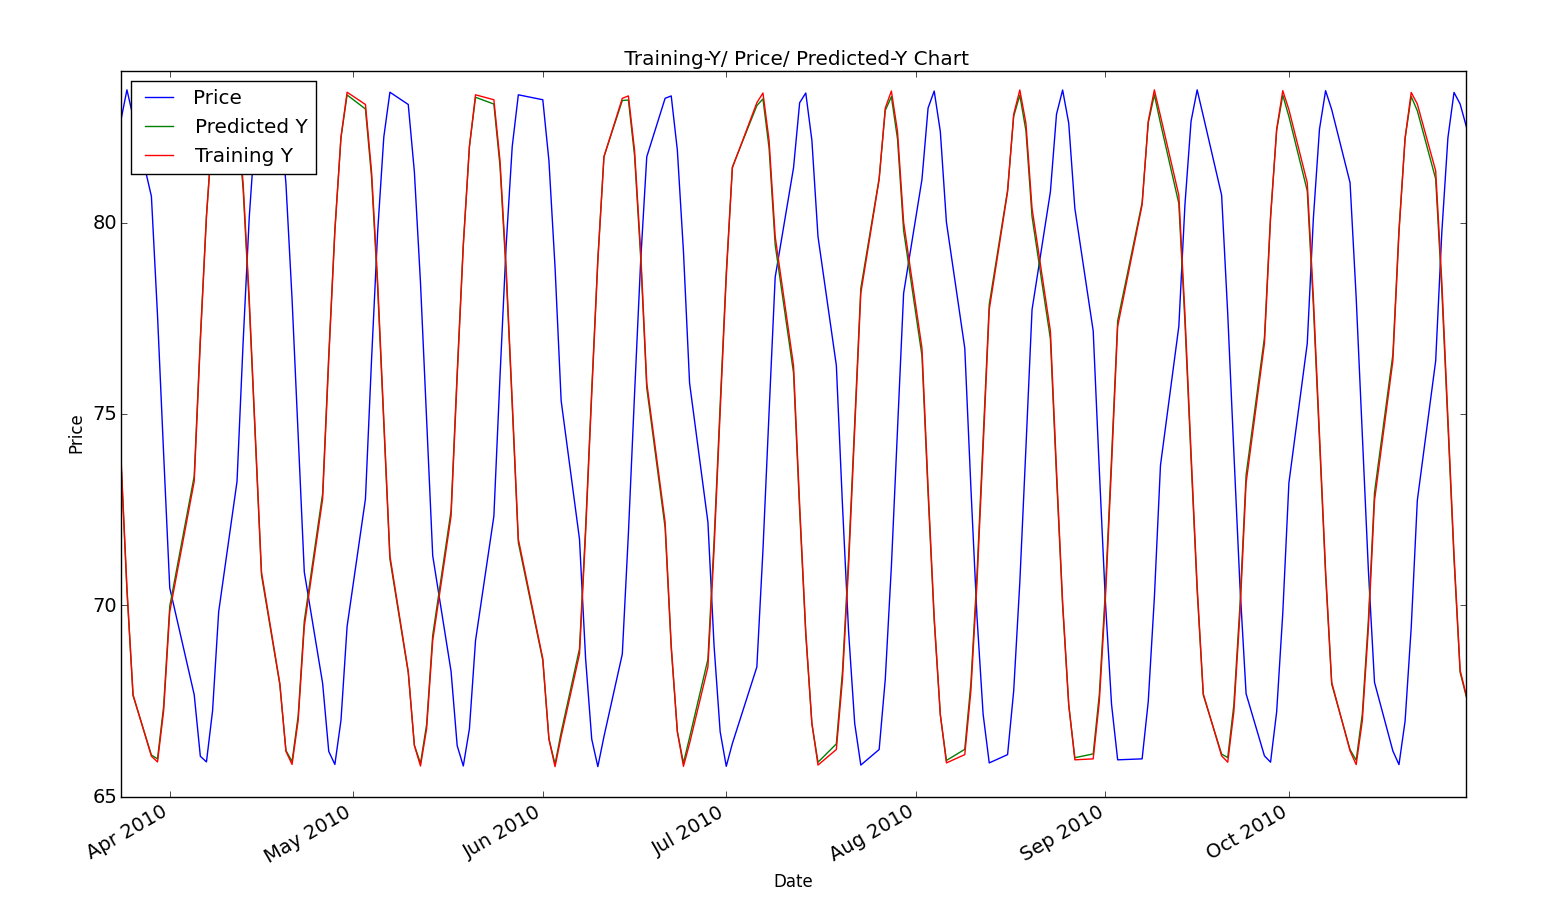 Training-Y/ Price/ Predicted-Y Chart
Price
Predicted Y
Training Y
80
75
70
65
Price
Apr 2010
May 2010
Jun 2010
Jul 2010
Aug 2010
Sep 2010
Oct 2010
Date